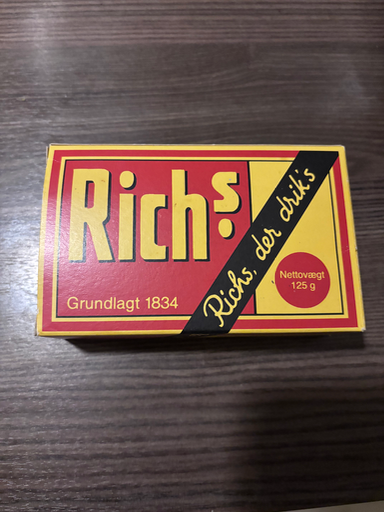 Richs.
Grundlagt 1834
Richs, der drik's
Nettovægt
125 g